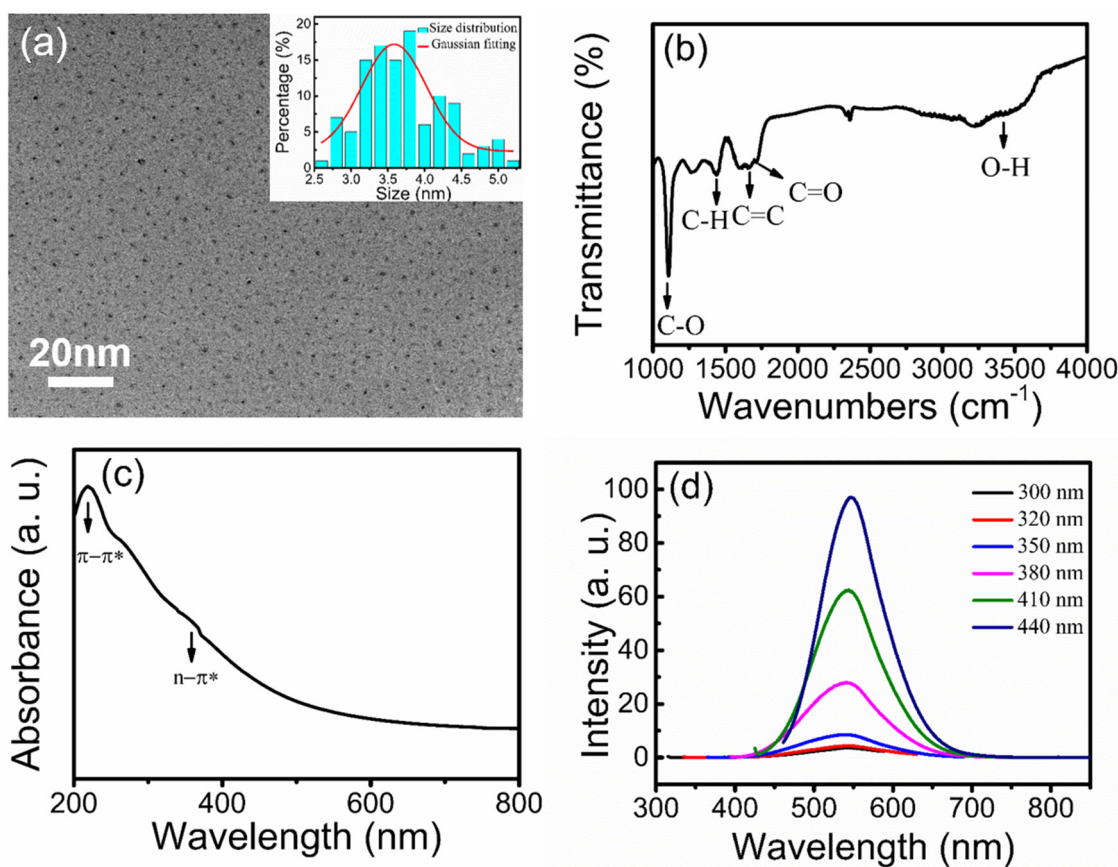 (a)
20nm
Percentage (%)
20
15
10
5
0
Size distribution
Gaussian fitting
2.5 3.0 3.5 4.0 4.5 5.0
Size (nm)
(b)
Transmittance (%)
C-O
C-H
C=C
C=O
O-H
1000 1500 2000 2500 3000 3500 4000
Wavenumbers (cm⁻¹)
(c)
Absorbance (a. u.)
π−π*
n−π*
200 400 600 800
Wavelength (nm)
(d)
Intensity (a. u.)
100
80
60
40
20
0
300 nm
320 nm
350 nm
380 nm
410 nm
440 nm
300 400 500 600 700 800
Wavelength (nm)